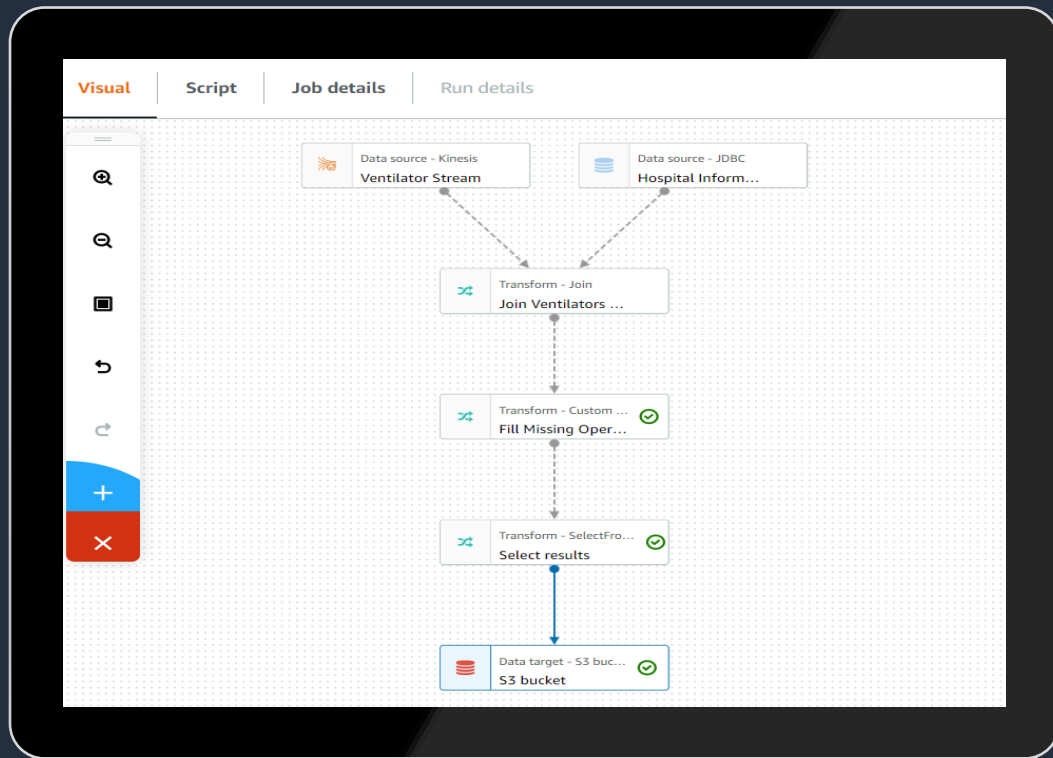 Visual
Script
Job details
Run details
Data source - Kinesis
Ventilator Stream
Data source - JDBC
Hospital Inform...
Transform - Join
Join Ventilators ...
Transform - Custom ...
Fill Missing Oper...
Transform - SelectFro...
Select results
Data target - S3 buc...
S3 bucket